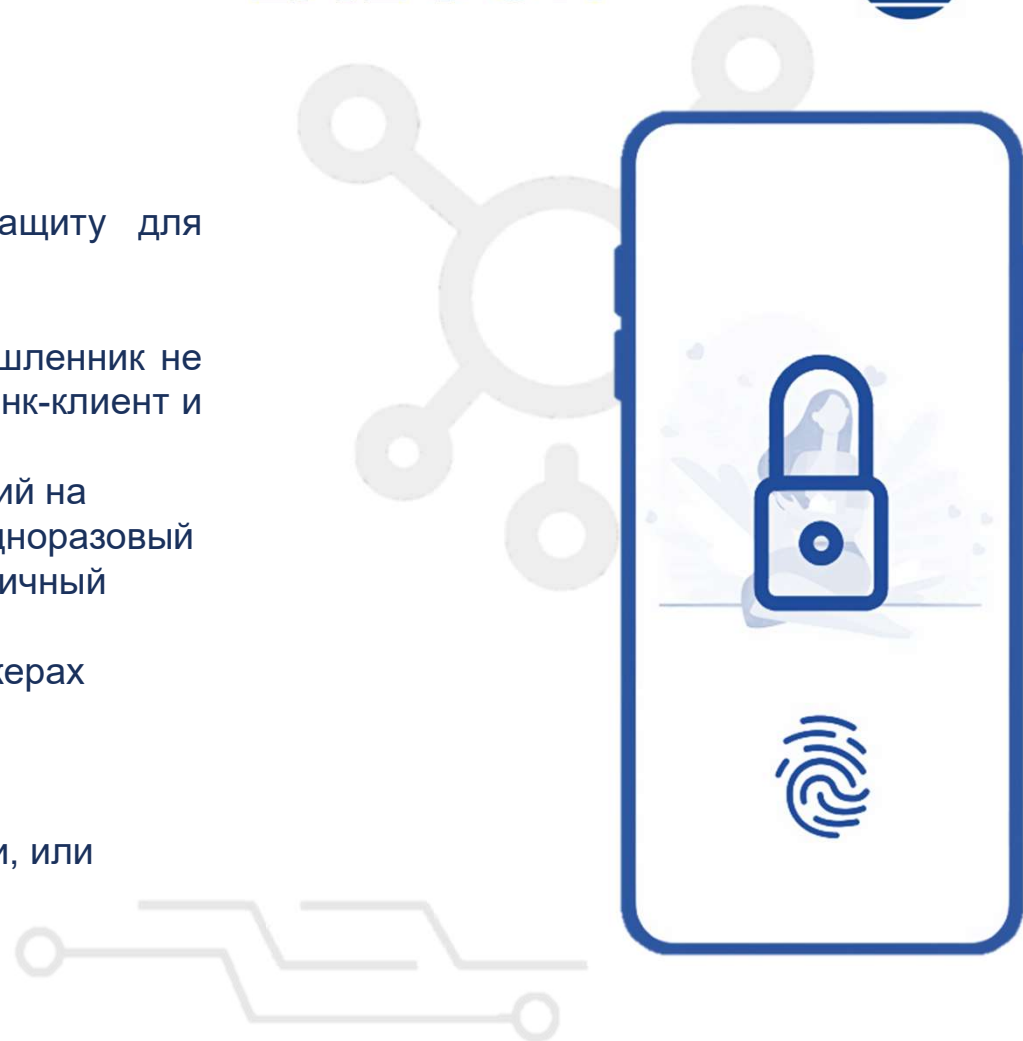 ащиту для
шленник не
нк-клиент и
ий на
дноразовый
ичный
керах
и, или